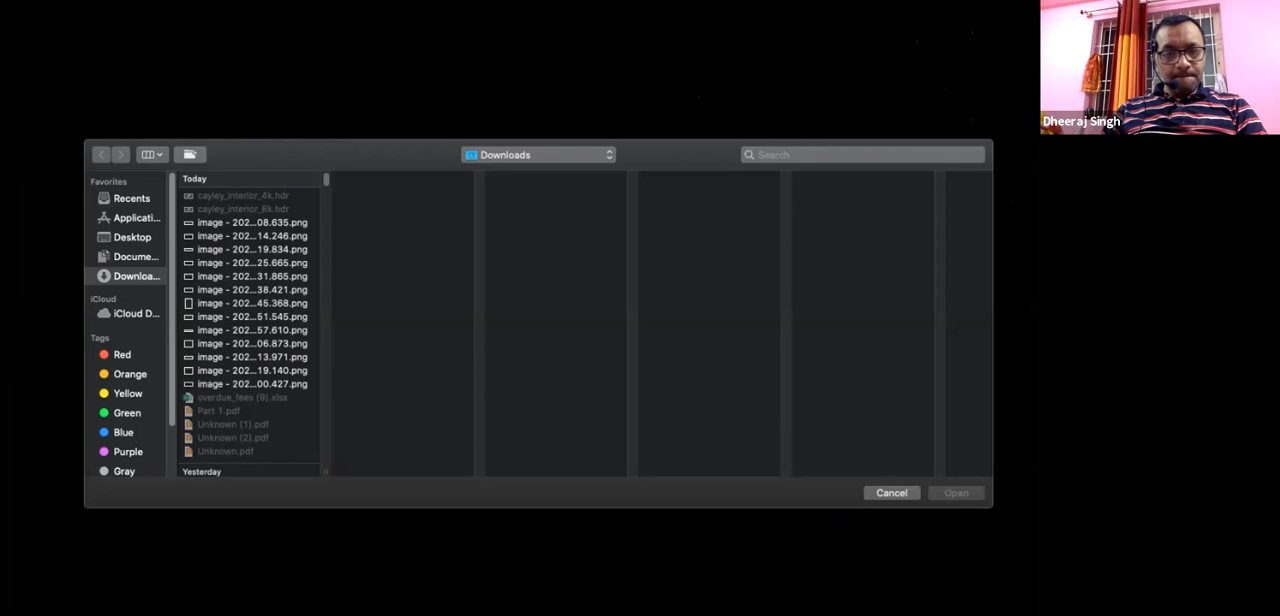 Dheeraj Singh
Downloads
Search
Favorites
Recents
Applicati...
Desktop
Docume...
Downloa...
iCloud
iCloud D...
Tags
Red
Orange
Yellow
Green
Blue
Purple
Gray
Today
cayley_interior_4k.hdr
cayley_interior_8k.hdr
image - 202...08.635.png
image - 202...14.246.png
image - 202...19.834.png
image - 202...25.665.png
image - 202...31.865.png
image - 202...38.421.png
image - 202...45.368.png
image - 202...51.545.png
image - 202...57.610.png
image - 202...06.873.png
image - 202...13.971.png
image - 202...19.140.png
image - 202...00.427.png
overdue_fees (9).xlsx
Part 1.pdf
Unknown (1).pdf
Unknown (2).pdf
Unknown.pdf
Yesterday
Cancel
Open